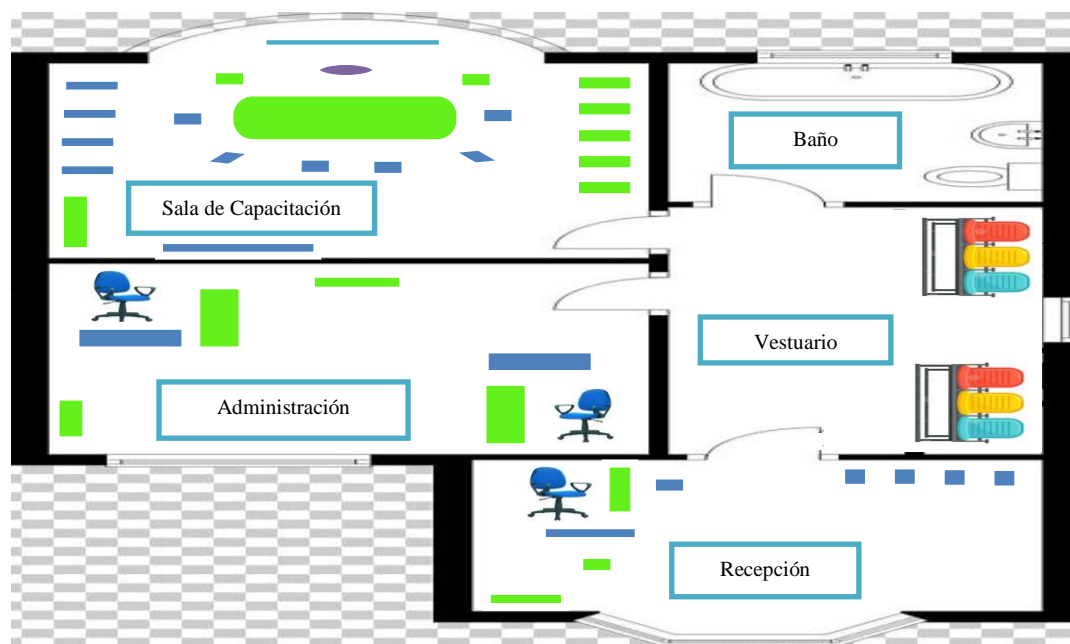 Baño
Sala de Capacitación
Vestuario
Administración
Recepción